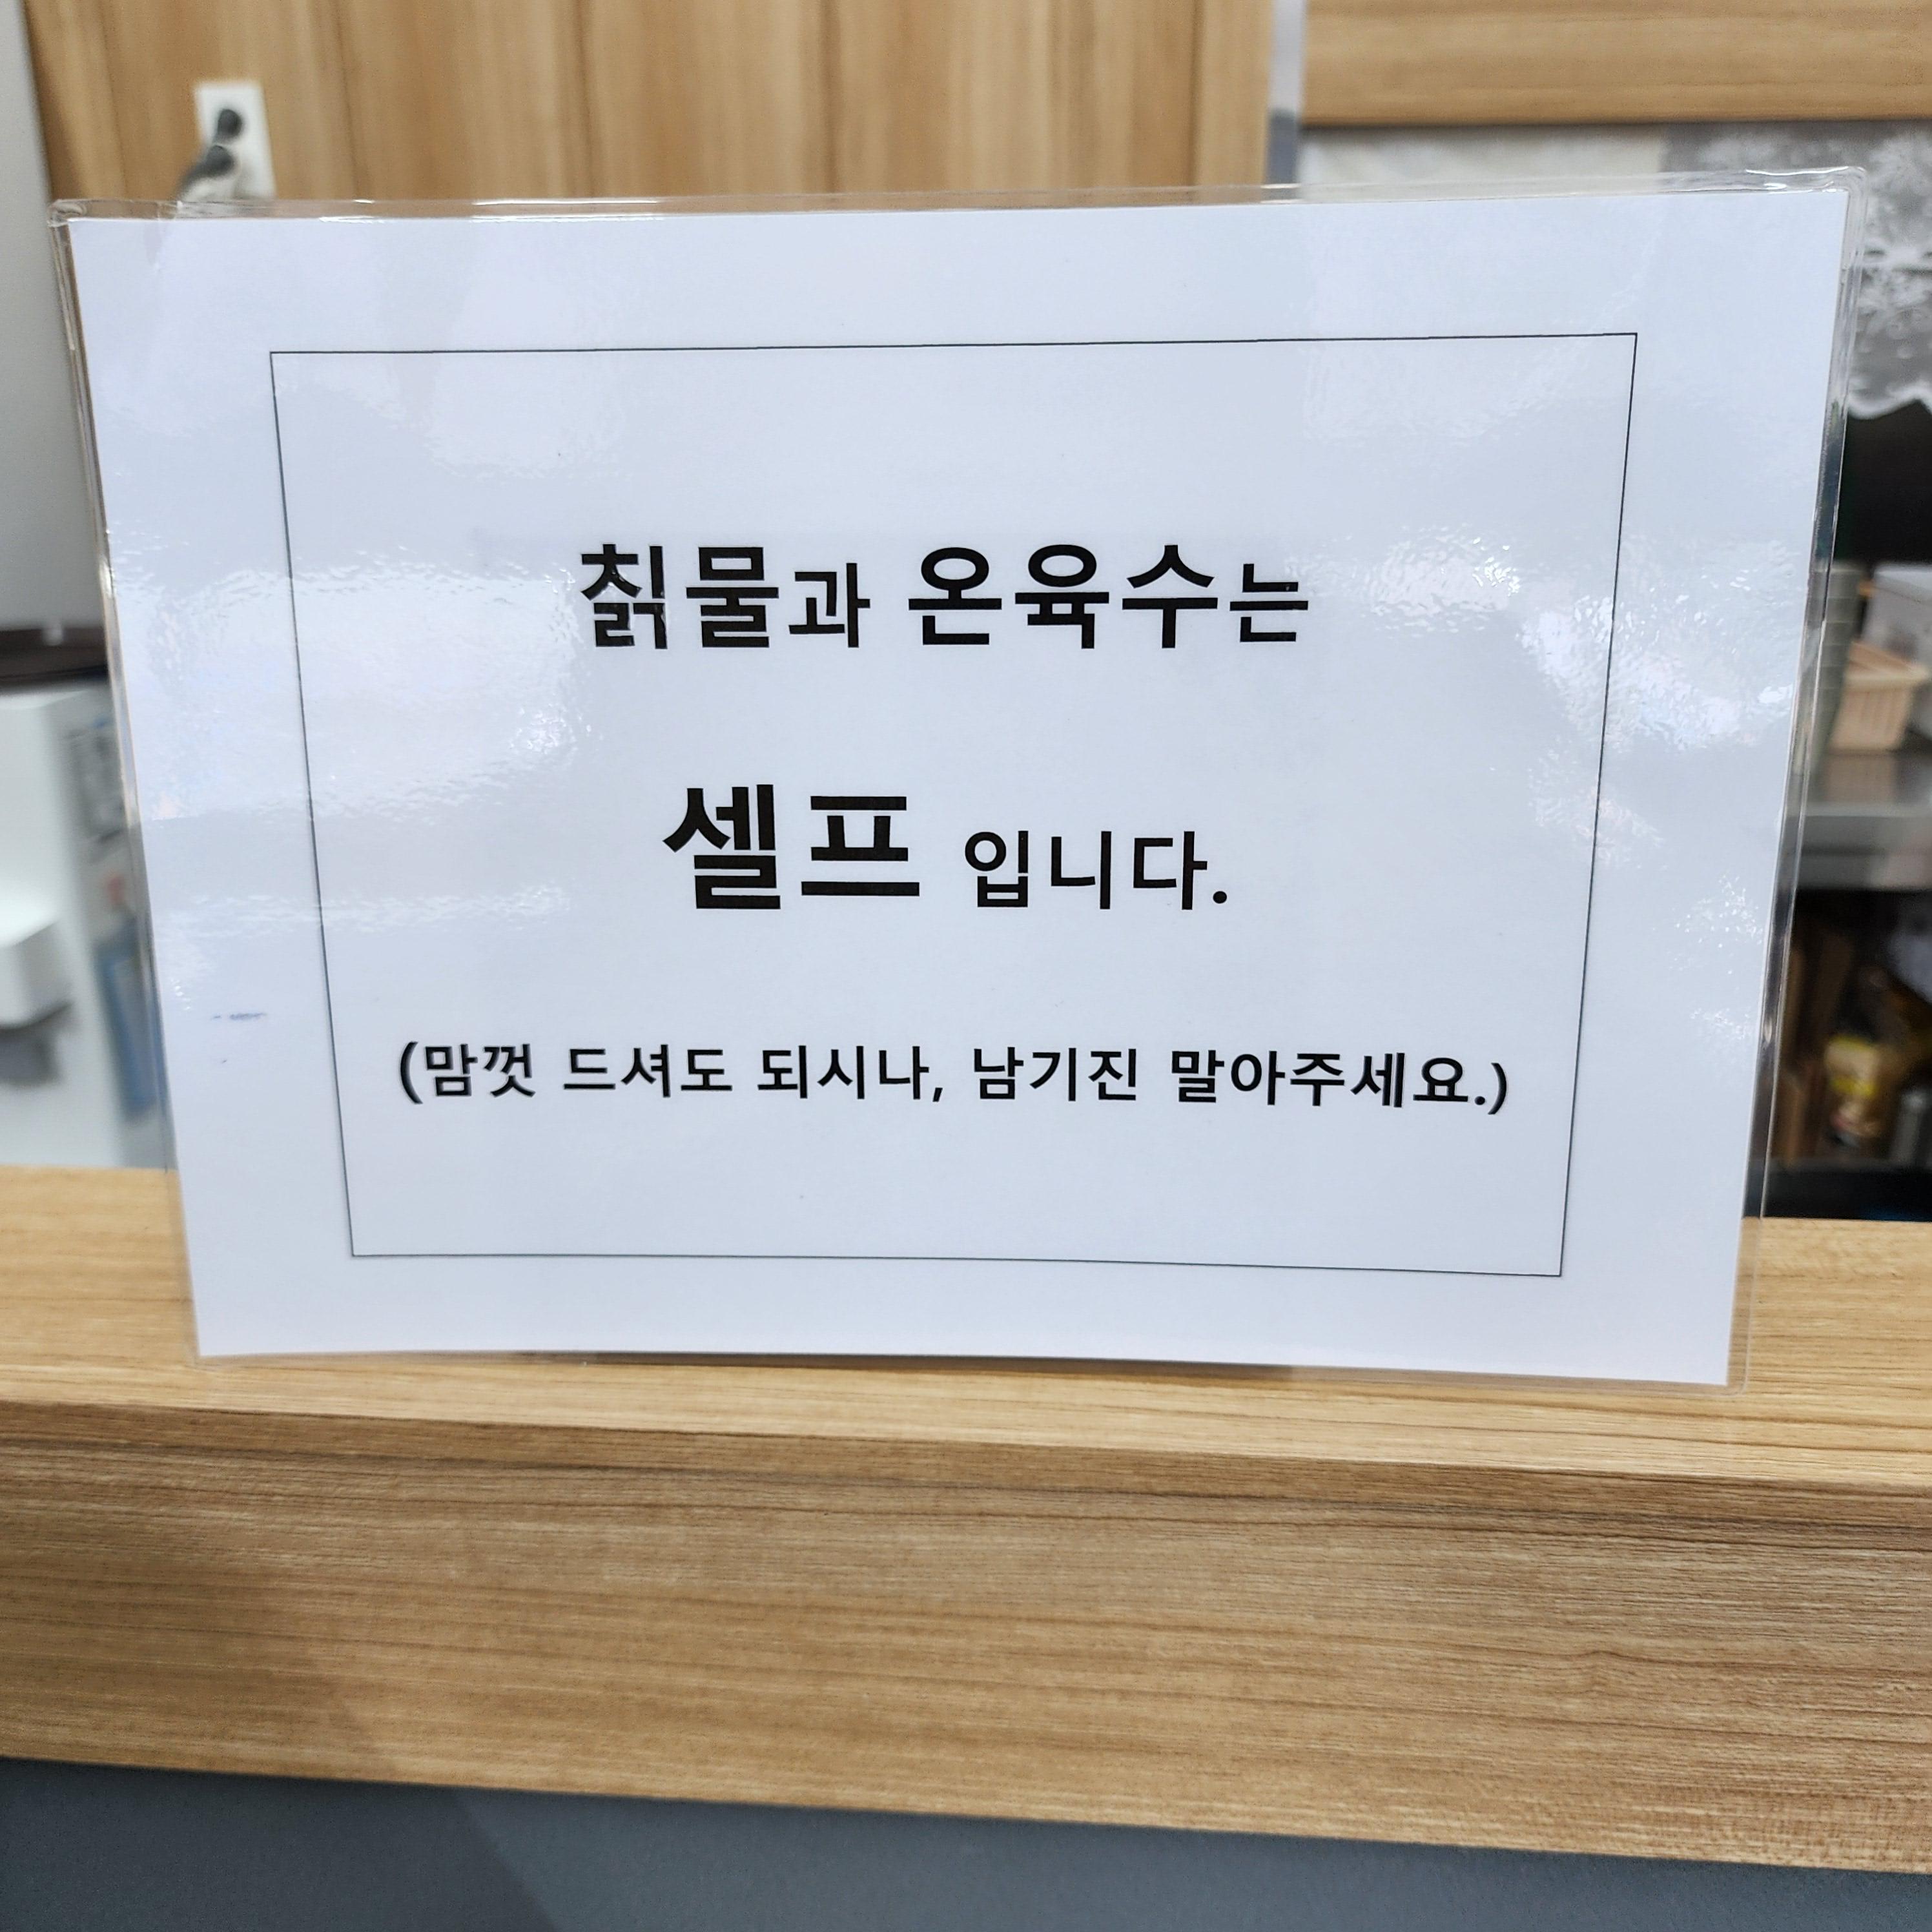 칡물과 온육수는
셀프 입니다.
(맘껏 드셔도 되시나, 남기진 말아주세요.)